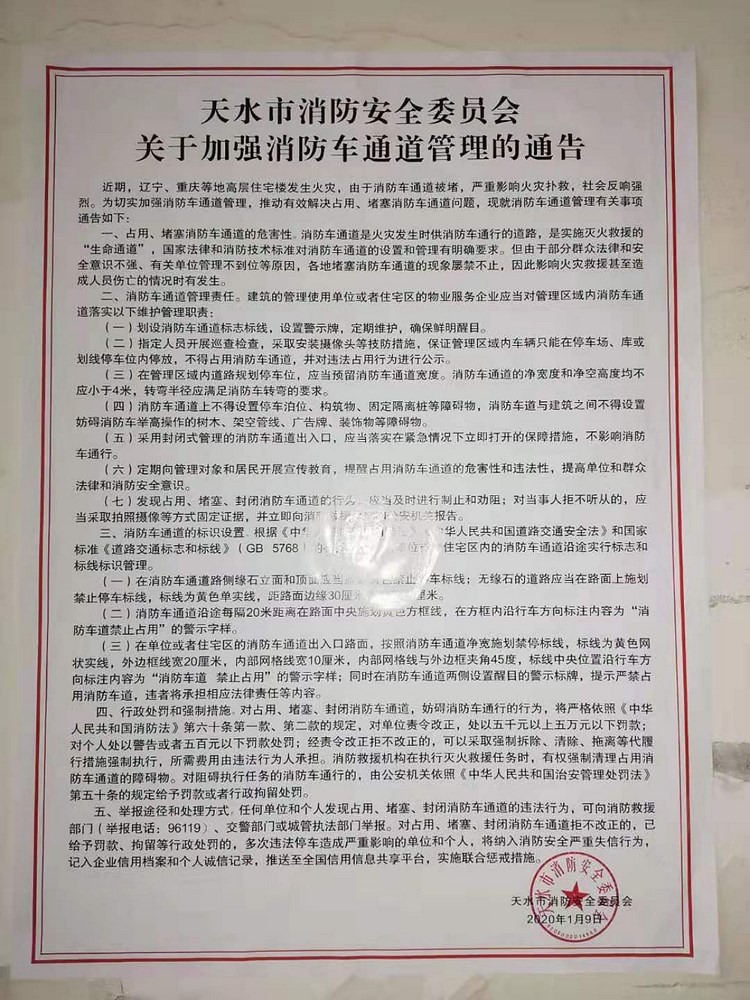 天水市消防安全委员会
关于加强消防车通道管理的通告
近期，辽宁、重庆等地高层住宅楼发生火灾，由于消防车通道被堵，严重影响火灾扑救，社会反响强
烈。为切实加强消防车通道管理，推动有效解决占用、堵塞消防车通道问题，现就消防车通道管理有关事项
通告如下：
一、占用、堵塞消防车通道的危害性。消防车通道是火灾发生时供消防车通行的道路，是实施灭火救援的
“生命通道”，国家法律和消防技术标准对消防车通道的设置和管理有明确要求。但由于部分群众法律和安
全意识不强、有关单位管理不到位等原因，各地堵塞消防车通道的现象屡禁不止，因此影响火灾救援甚至造
成人员伤亡的情况时有发生。
二、消防车通道管理责任。建筑的管理使用单位或者住宅区的物业服务企业应当对管理区域内消防车通
道落实以下维护管理职责：
（一）划设消防车通道标志标线，设置警示牌，定期维护，确保鲜明醒目。
（二）指定人员开展巡查检查，采取安装摄像头等技防措施，保证管理区域内车辆只能在停车场、库或
划线停车位内停放，不得占用消防车通道，并对违法占用行为进行公示。
（三）在管理区域内道路规划停车位，应当预留消防车通道宽度。消防车通道的净宽度和净空高度均不
应小于4米，转弯半径应满足消防车转弯的要求。
（四）消防车通道上不得设置停车泊位、构筑物、固定隔离桩等障碍物，消防车道与建筑之间不得设置
妨碍消防车举高操作的树木、架空管线、广告牌、装饰物等障碍物。
（五）采用封闭式管理的消防车通道出入口，应当落实在紧急情况下立即打开的保障措施，不影响消防
车通行。
（六）定期向管理对象和居民开展宣传教育，提醒占用消防车通道的危害性和违法性，提高单位和群众
法律和消防安全意识。
（七）发现占用、堵塞、封闭消防车通道的行为，应当及时进行制止和劝阻；对当事人拒不听从的，应
当采取拍照摄像等方式固定证据，并立即向消 公安机关报告。
三、消防车通道的标识设置。根据《中华 中华人民共和国道路交通安全法》和国家
标准《道路交通标志和标线》（GB 5768）的 单位或 住宅区内的消防车通道沿途实行标志和
标线标识管理。
（一）在消防车通道路侧缘石立面和顶面应当 黄色禁止停车标线；无缘石的道路应当在路面上施划
禁止停车标线，标线为黄色单实线，距路面边缘30厘米 厘米。
（二）消防车通道沿途每隔20米距离在路面中央施划黄色方框线，在方框内沿行车方向标注内容为“消
防车道禁止占用”的警示字样。
（三）在单位或者住宅区的消防车通道出入口路面，按照消防车通道净宽施划禁停标线，标线为黄色网
状实线，外边框线宽20厘米，内部网格线宽10厘米，内部网格线与外边框夹角45度，标线中央位置沿行车方
向标注内容为“消防车道 禁止占用”的警示字样；同时在消防车通道两侧设置醒目的警示标牌，提示严禁占
用消防车通道，违者将承担相应法律责任等内容。
四、行政处罚和强制措施。对占用、堵塞、封闭消防车通道，妨碍消防车通行的行为，将严格依照《中华
人民共和国消防法》第六十条第一款、第二款的规定，对单位责令改正，处以五千元以上五万元以下罚款；
对个人处以警告或者五百元以下罚款处罚；经责令改正拒不改正的，可以采取强制拆除、清除、拖离等代履
行措施强制执行，所需费用由违法行为人承担。消防救援机构在执行灭火救援任务时，有权强制清理占用消
防车通道的障碍物。对阻碍执行任务的消防车通行的，由公安机关依照《中华人民共和国治安管理处罚法》
第五十条的规定给予罚款或者行政拘留处罚。
五、举报途径和处理方式。任何单位和个人发现占用、堵塞、封闭消防车通道的违法行为，可向消防救援
部门（举报电话：96119）、交警部门或城管执法部门举报。对占用、堵塞、封闭消防车通道拒不改正的，已
给予罚款、拘留等行政处罚的，多次违法停车造成严重影响的单位和个人，将纳入消防安全严重失信行为，
记入企业信用档案和个人诚信记录，推送至全国信用信息共享平台，实施联合惩戒措施。
天水市消防安全委员会
2020年1月9日
天水市消防安全委员会